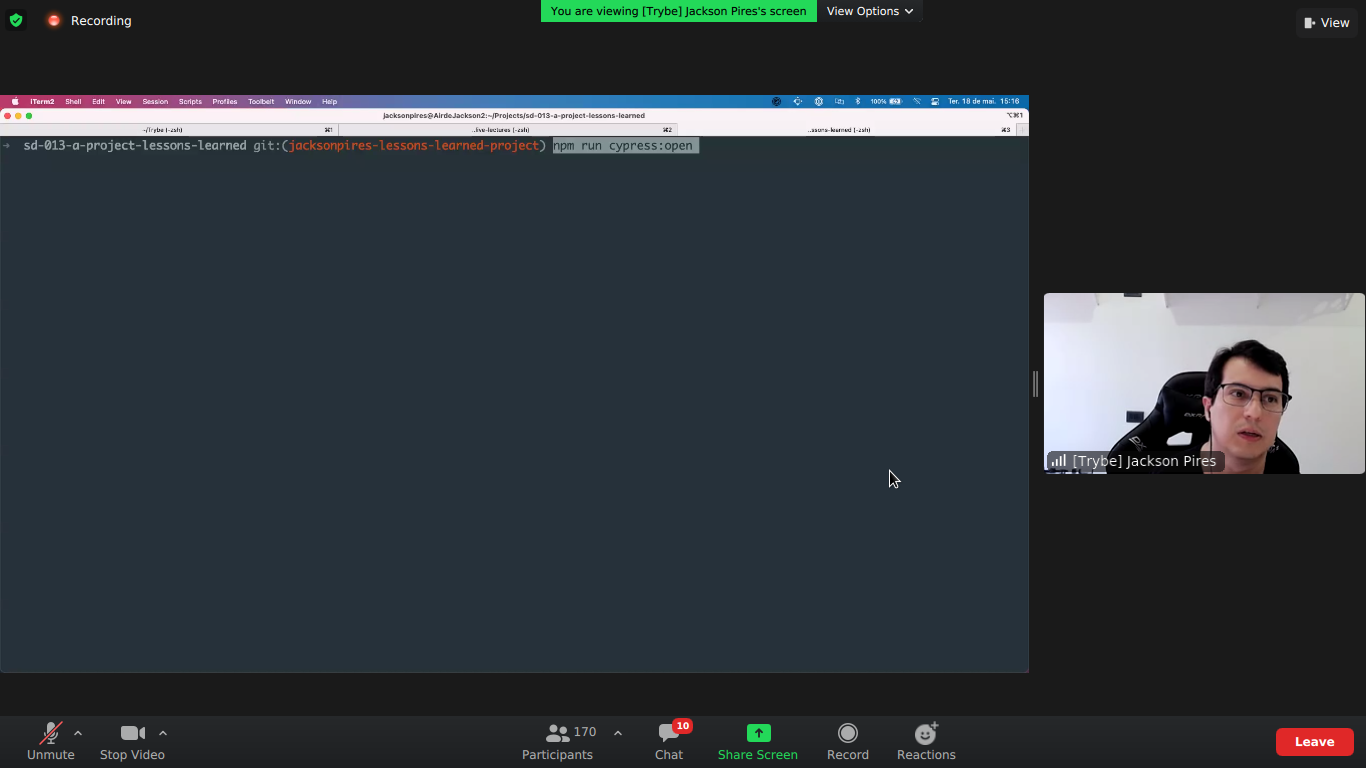 Recording
You are viewing [Trybe] Jackson Pires's screen
View Options
View
iTerm2 Shell Edit View Session Scripts Profiles Toolbelt Window Help
100% Ter. 18 de mai. 15:16
jacksonpires@AirdeJackson2:~/Projects/sd-013-a-project-lessons-learned
⌥⌘1
~/Trybe (-zsh) ⌘1 ..live-lectures (-zsh) ⌘2 ..ssons-learned (-zsh) ⌘3
➜ sd-013-a-project-lessons-learned git:(jacksonpires-lessons-learned-project) npm run cypress:open
[Trybe] Jackson Pires
Unmute
Stop Video
170
Participants
10
Chat
Share Screen
Record
Reactions
Leave